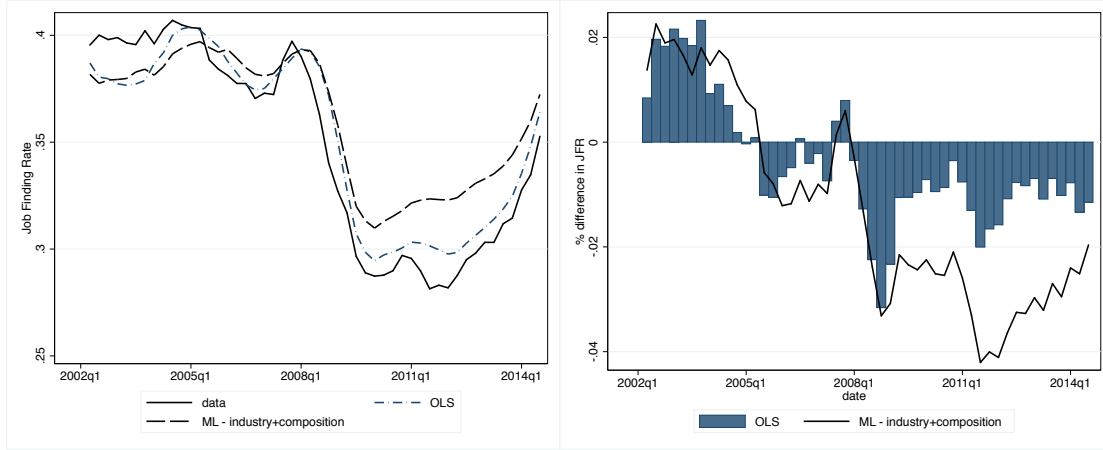 .4
.35
.3
.25
Job Finding Rate
2002q1 2005q1 2008q1 2011q1 2014q1
data OLS
ML - industry+composition
.02
0
-.02
-.04
% difference in JFR
2002q1 2005q1 2008q1 2011q1 2014q1
date
OLS ML - industry+composition